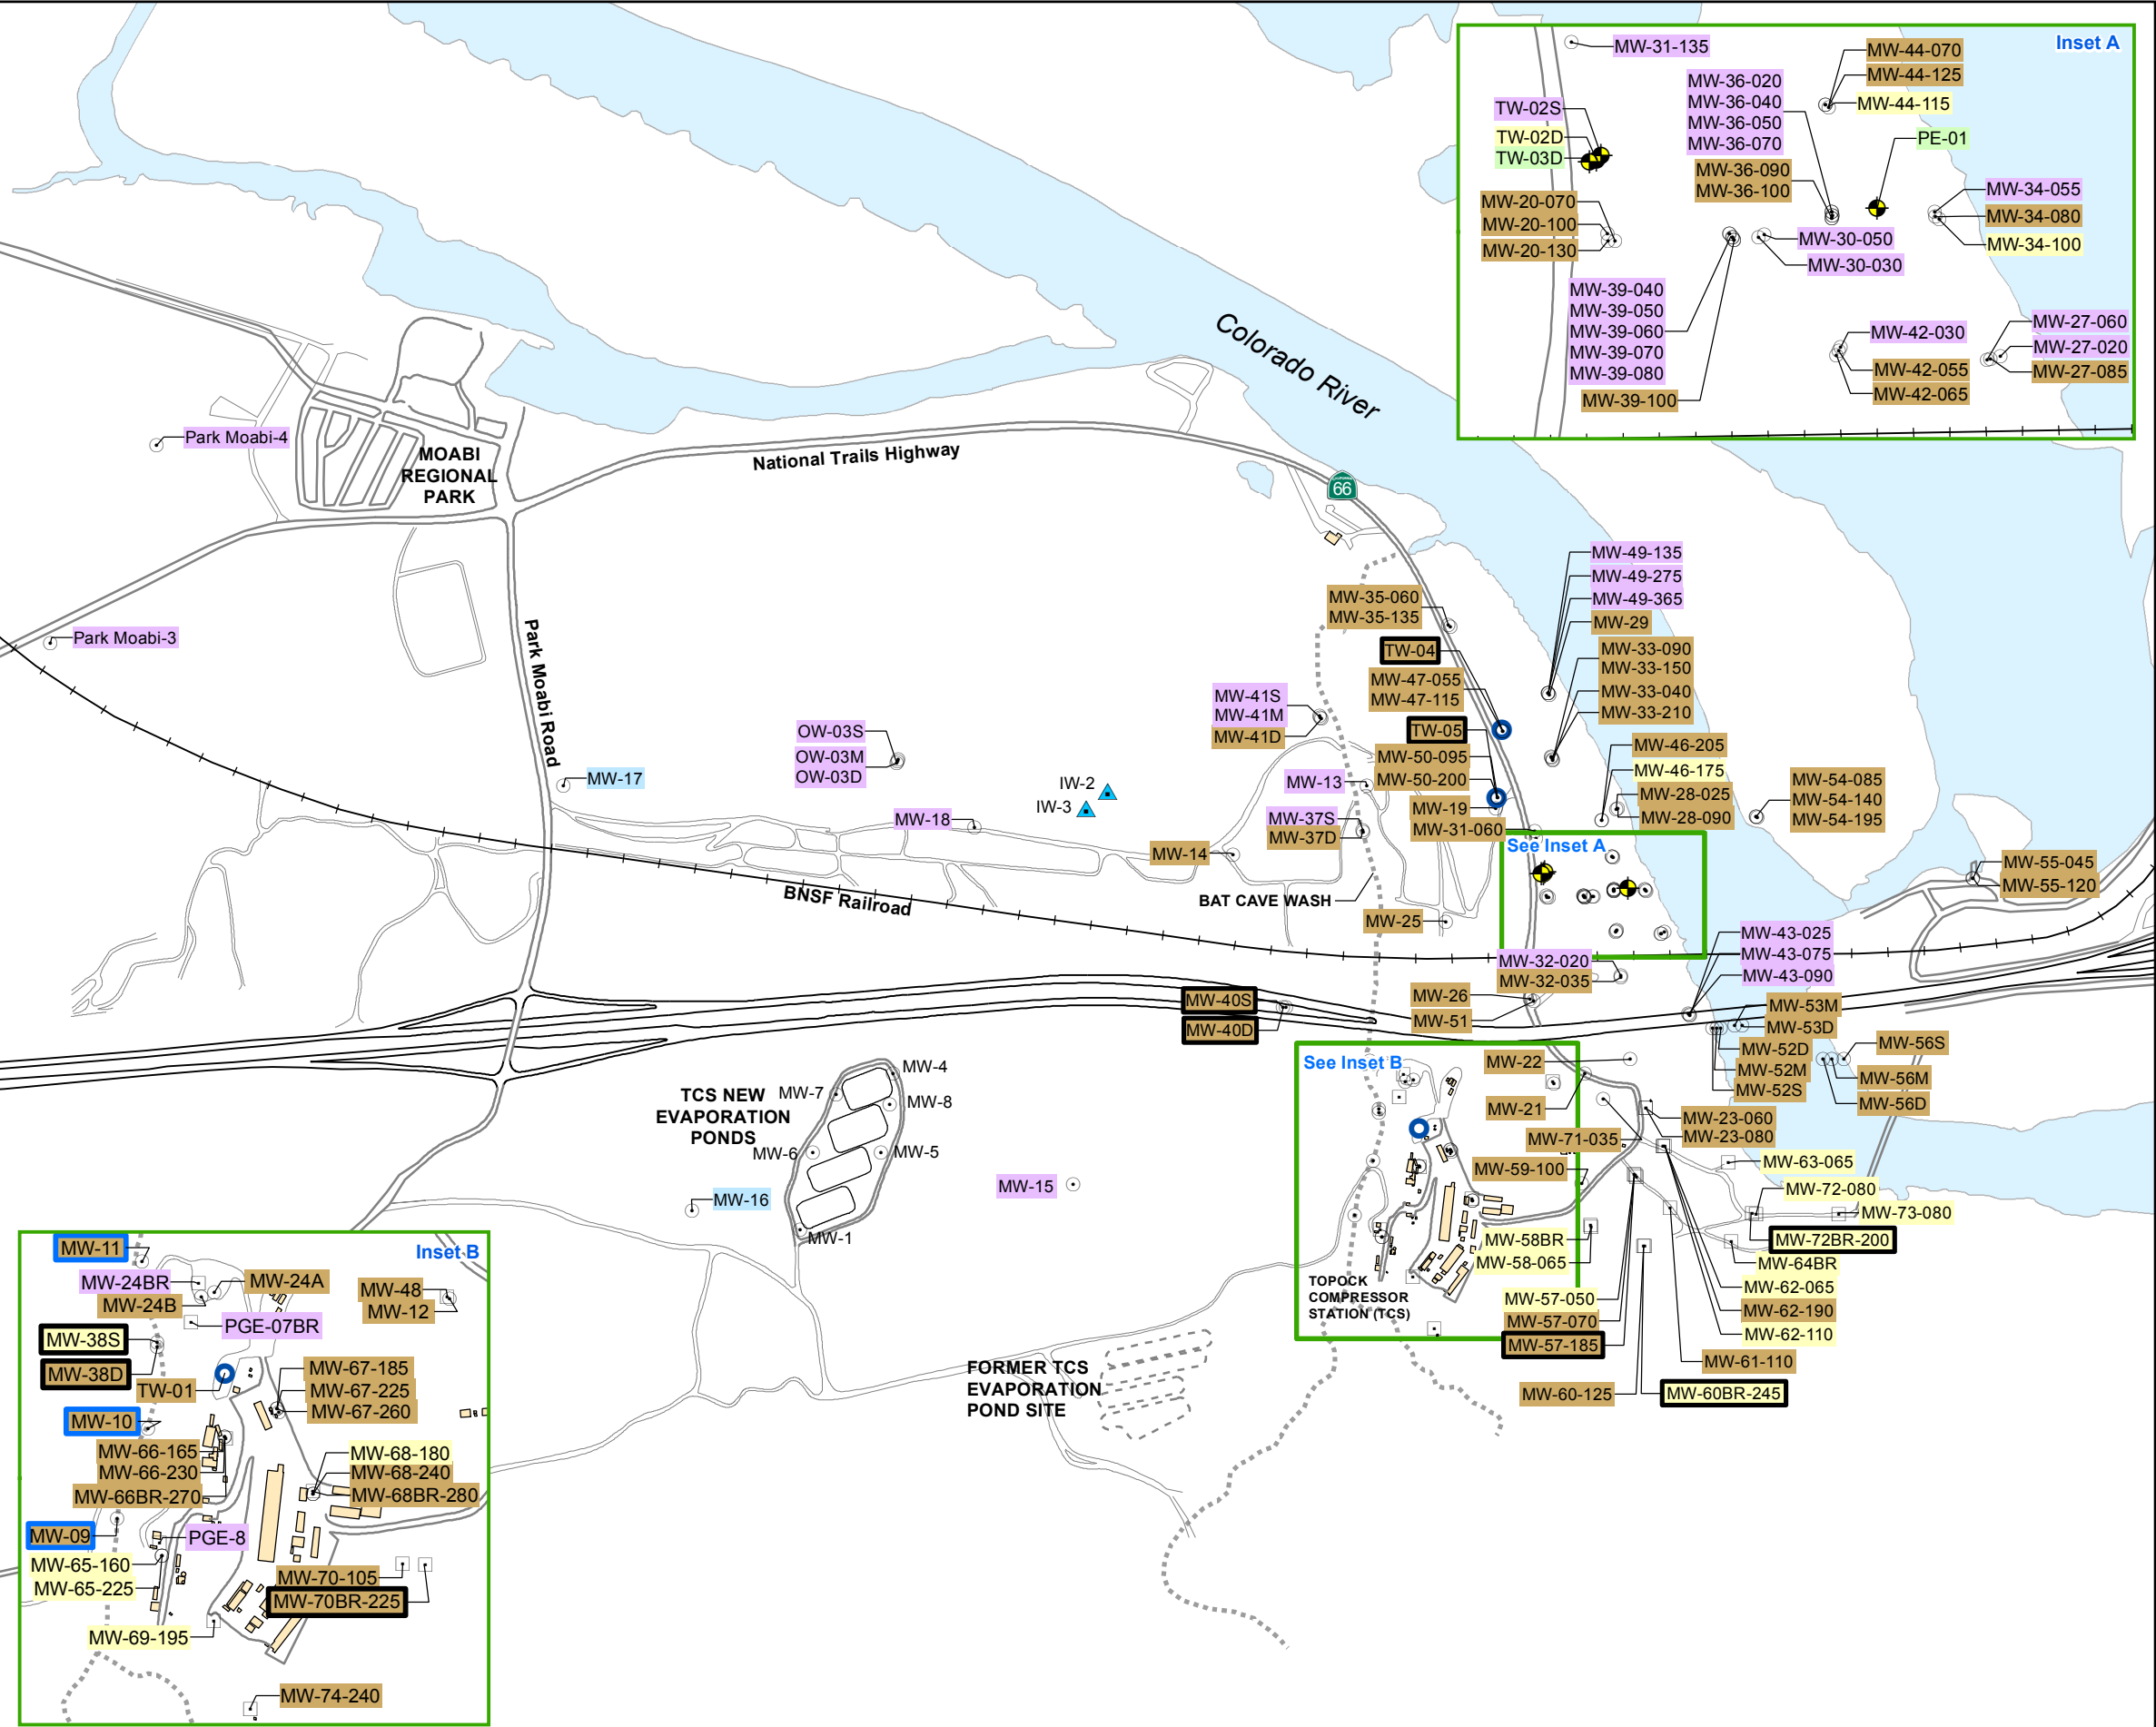 Inset A
MW-31-135
MW-44-070
MW-44-125
MW-44-115
MW-36-020
MW-36-040
MW-36-050
MW-36-070
TW-02S
TW-02D
TW-03D
PE-01
MW-36-090
MW-36-100
MW-34-055
MW-34-080
MW-34-100
MW-20-070
MW-20-100
MW-20-130
MW-30-050
MW-30-030
MW-39-040
MW-39-050
MW-39-060
MW-39-070
MW-39-080
MW-39-100
MW-42-030
MW-42-055
MW-42-065
MW-27-060
MW-27-020
MW-27-085
Colorado River
Park Moabi-4
MOABI
REGIONAL
PARK
National Trails Highway
CALIFORNIA
66
Park Moabi-3
Park Moabi Road
MW-49-135
MW-49-275
MW-49-365
MW-29
MW-35-060
MW-35-135
TW-04
MW-33-090
MW-33-150
MW-33-040
MW-33-210
MW-47-055
MW-47-115
MW-41S
MW-41M
MW-41D
TW-05
OW-03S
OW-03M
OW-03D
MW-50-095
MW-50-200
MW-46-205
MW-46-175
MW-28-025
MW-28-090
MW-54-085
MW-54-140
MW-54-195
MW-17
IW-2
IW-3
MW-13
MW-19
MW-18
MW-37S
MW-37D
MW-31-060
MW-14
See Inset A
MW-55-045
MW-55-120
BNSF Railroad
BAT CAVE WASH
MW-25
MW-43-025
MW-43-075
MW-43-090
MW-32-020
MW-32-035
MW-40S
MW-40D
MW-26
MW-51
MW-53M
MW-53D
MW-52D
MW-52M
MW-52S
MW-56S
MW-56M
MW-56D
See Inset B
MW-22
MW-21
MW-4
MW-7
MW-8
TCS NEW
EVAPORATION
PONDS
MW-6
MW-5
MW-23-060
MW-23-080
MW-71-035
MW-59-100
MW-63-065
MW-15
MW-16
MW-1
MW-72-080
MW-73-080
MW-72BR-200
MW-58BR
MW-58-065
MW-64BR
MW-62-065
MW-62-190
MW-62-110
TOPOCK
COMPRESSOR
STATION (TCS)
MW-57-050
MW-57-070
MW-57-185
MW-61-110
MW-60-125
MW-60BR-245
FORMER TCS
EVAPORATION
POND SITE
Inset B
MW-11
MW-24BR
MW-24A
MW-24B
MW-48
MW-12
PGE-07BR
MW-38S
MW-38D
TW-01
MW-67-185
MW-67-225
MW-67-260
MW-10
MW-66-165
MW-66-230
MW-66BR-270
MW-68-180
MW-68-240
MW-68BR-280
MW-09
PGE-8
MW-65-160
MW-65-225
MW-70-105
MW-70BR-225
MW-69-195
MW-74-240